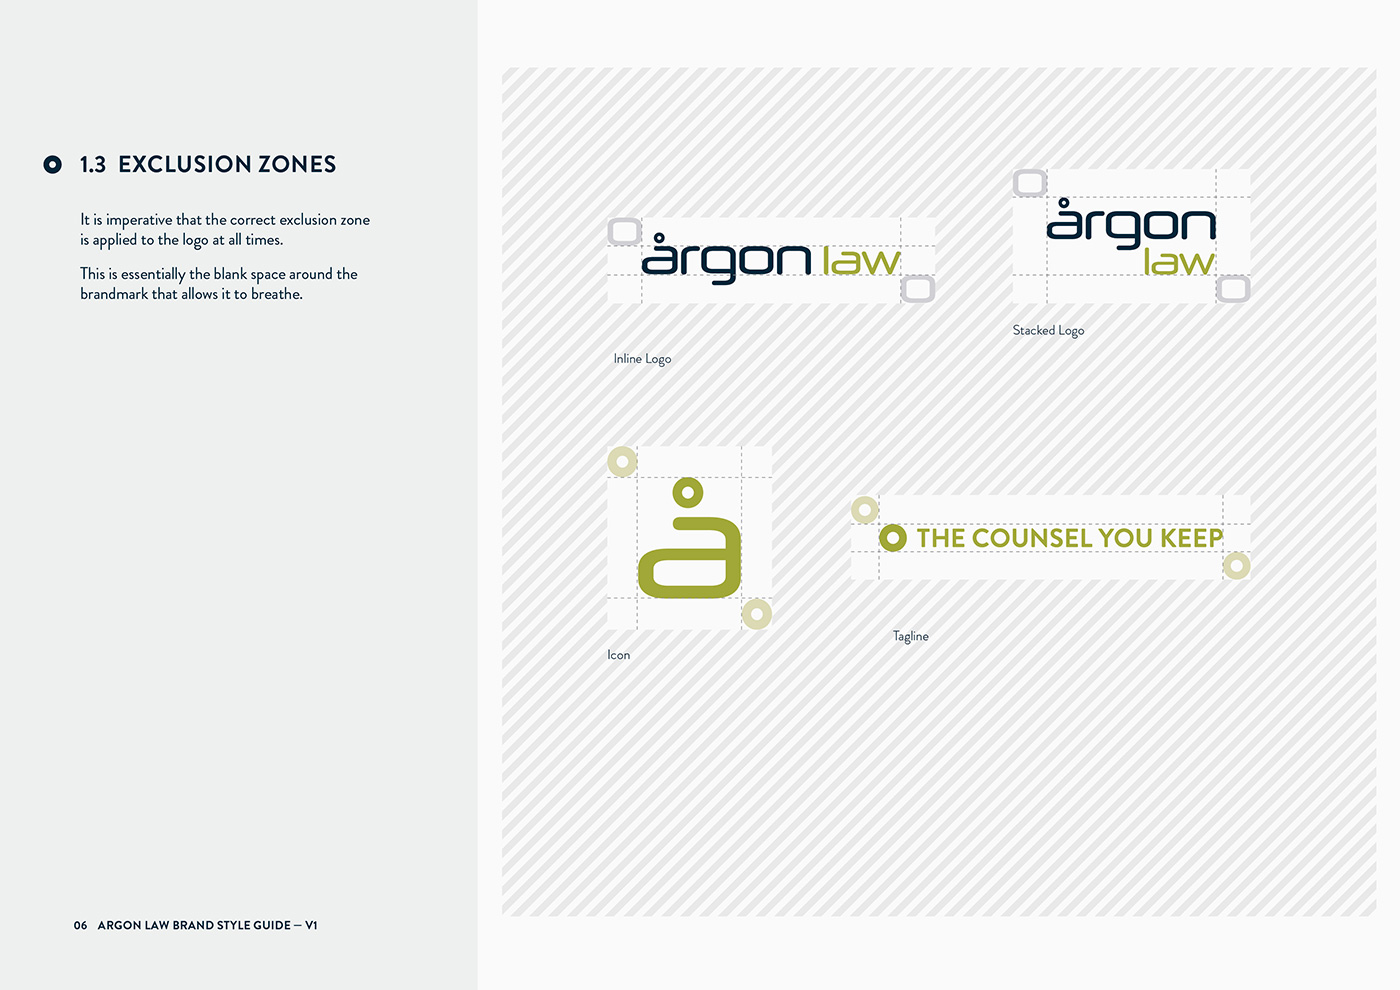 1.3 EXCLUSION ZONES
It is imperative that the correct exclusion zone
is applied to the logo at all times.
This is essentially the blank space around the
brandmark that allows it to breathe.
årgon law
Inline Logo
årgon
law
Stacked Logo
å
Icon
THE COUNSEL YOU KEEP
Tagline
06 ARGON LAW BRAND STYLE GUIDE — V1